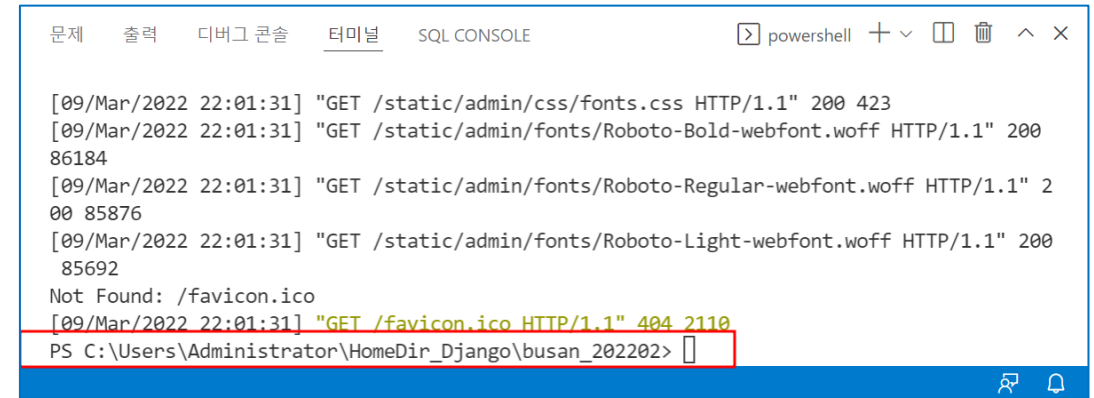 문제 출력 디버그 콘솔 터미널 SQL CONSOLE powershell
[09/Mar/2022 22:01:31] "GET /static/admin/css/fonts.css HTTP/1.1" 200 423
[09/Mar/2022 22:01:31] "GET /static/admin/fonts/Roboto-Bold-webfont.woff HTTP/1.1" 200
86184
[09/Mar/2022 22:01:31] "GET /static/admin/fonts/Roboto-Regular-webfont.woff HTTP/1.1" 2
00 85876
[09/Mar/2022 22:01:31] "GET /static/admin/fonts/Roboto-Light-webfont.woff HTTP/1.1" 200
85692
Not Found: /favicon.ico
[09/Mar/2022 22:01:31] "GET /favicon.ico HTTP/1.1" 404 2110
PS C:\Users\Administrator\HomeDir_Django\busan_202202>